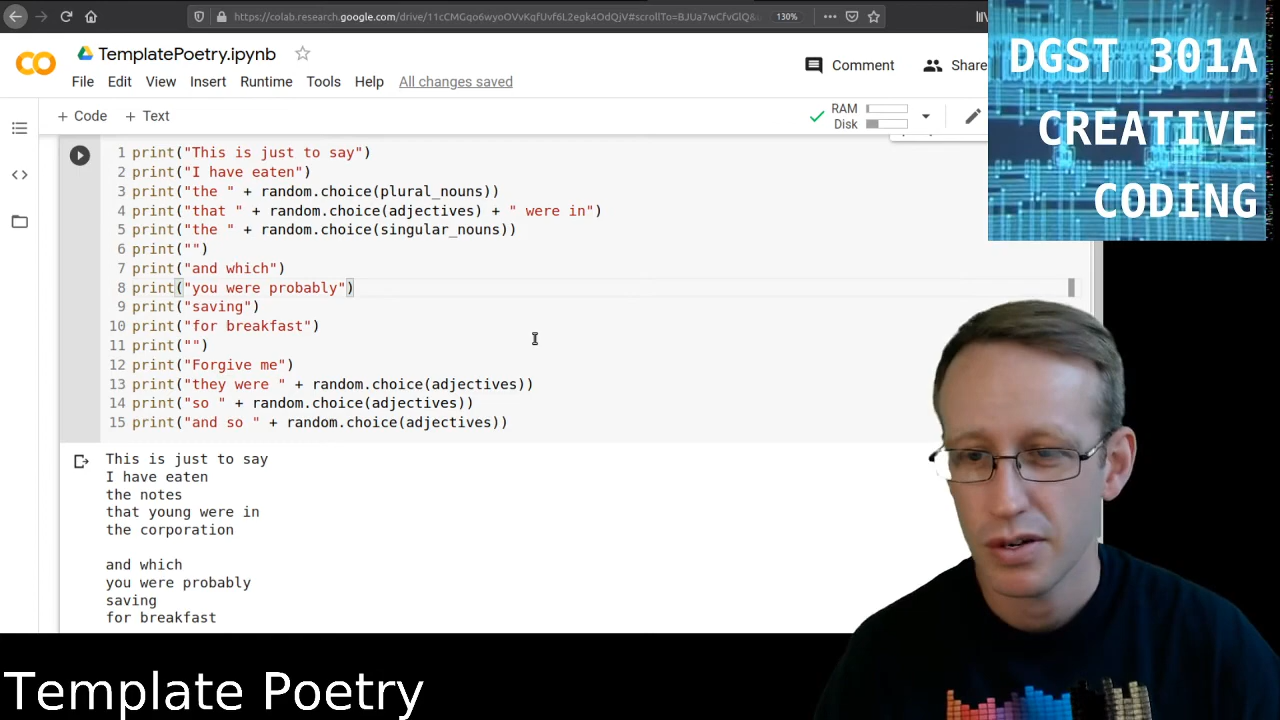 https://colab.research.google.com/drive/11cCMGqo6wyoOVvKqfUvf6L2egk4OdQjV#scrollTo=BJUa7wCfvGlQ&
130%
TemplatePoetry.ipynb
File Edit View Insert Runtime Tools Help All changes saved
Comment
Share
+ Code + Text
RAM
Disk
DGST 301A
CREATIVE
CODING
1 print("This is just to say")
2 print("I have eaten")
3 print("the " + random.choice(plural_nouns))
4 print("that " + random.choice(adjectives) + " were in")
5 print("the " + random.choice(singular_nouns))
6 print("")
7 print("and which")
8 print("you were probably")
9 print("saving")
10 print("for breakfast")
11 print("")
12 print("Forgive me")
13 print("they were " + random.choice(adjectives))
14 print("so " + random.choice(adjectives))
15 print("and so " + random.choice(adjectives))
This is just to say
I have eaten
the notes
that young were in
the corporation
and which
you were probably
saving
for breakfast
Template Poetry